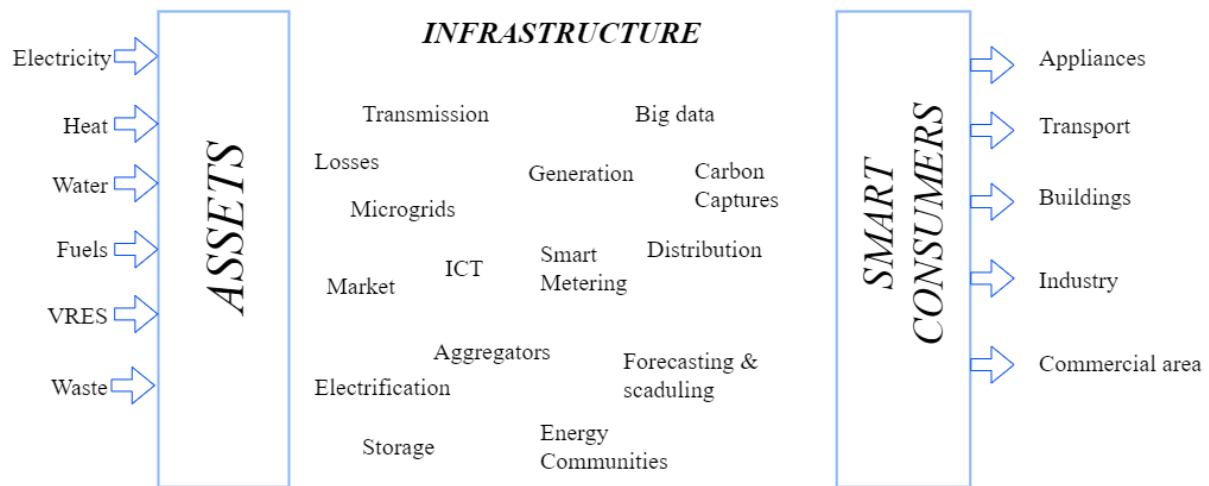 INFRASTRUCTURE
Electricity
Heat
Water
Fuels
VRES
Waste
ASSETS
Transmission
Big data
Losses
Generation
Carbon
Captures
Microgrids
Distribution
ICT
Smart
Metering
Market
Aggregators
Forecasting &
scaduling
Electrification
Storage
Energy
Communities
SMART
CONSUMERS
Appliances
Transport
Buildings
Industry
Commercial area